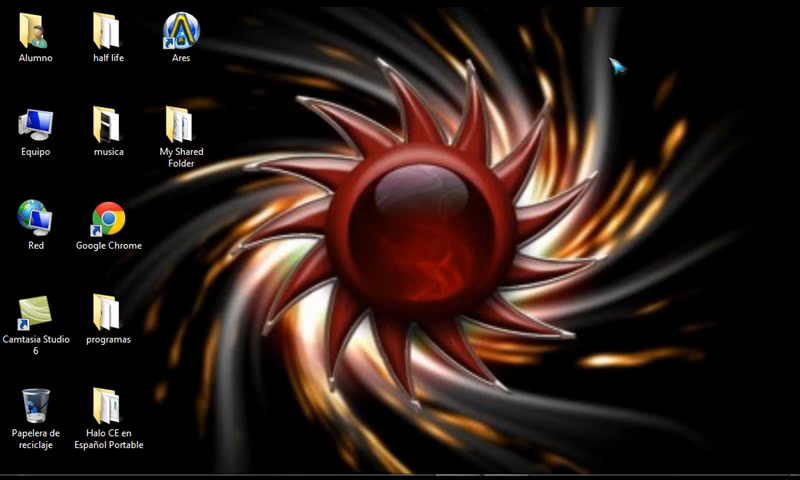 Alumno
half life
Ares
Equipo
musica
My Shared
Folder
Red
Google Chrome
Camtasia Studio
6
programas
Papelera de
reciclaje
Halo CE en
Español Portable